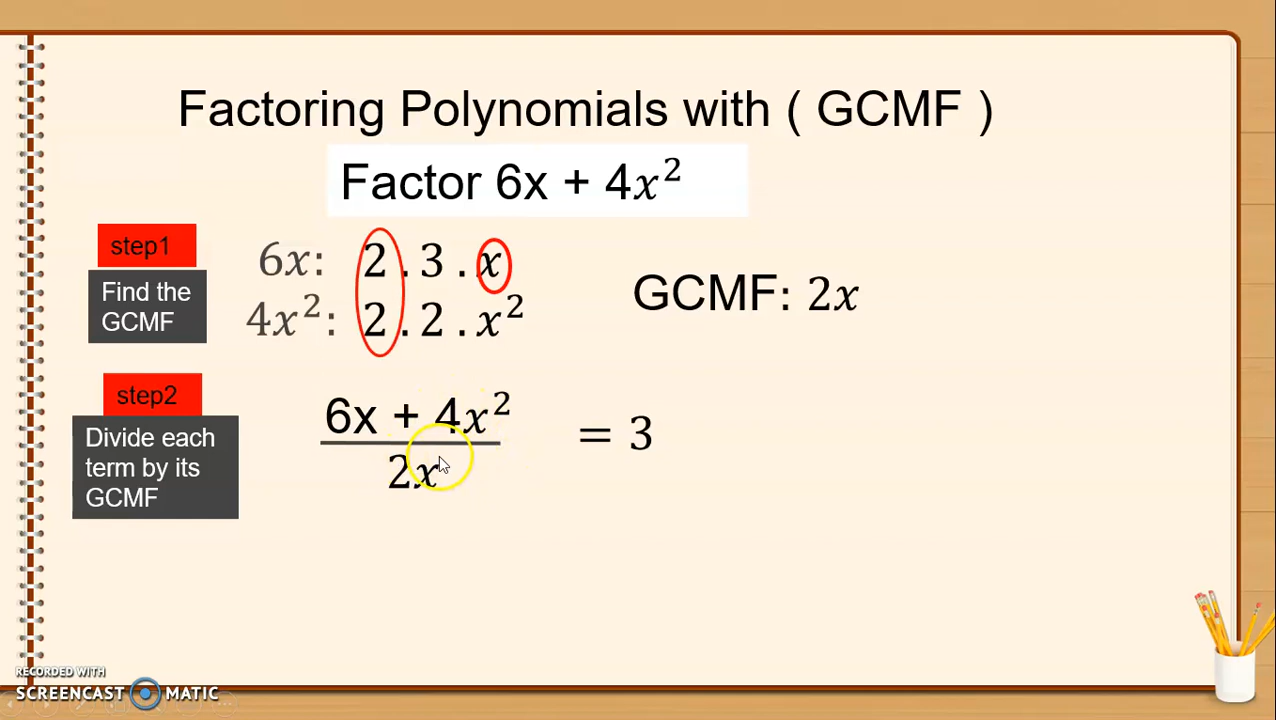 Factoring Polynomials with ( GCMF )
Factor 6x + 4x²
step1
Find the
GCMF
6x: 2 . 3 . x
4x²: 2 . 2 . x²
GCMF: 2x
step2
Divide each
term by its
GCMF
6x + 4x²
2x
= 3
RECORDED WITH
SCREENCAST MATIC